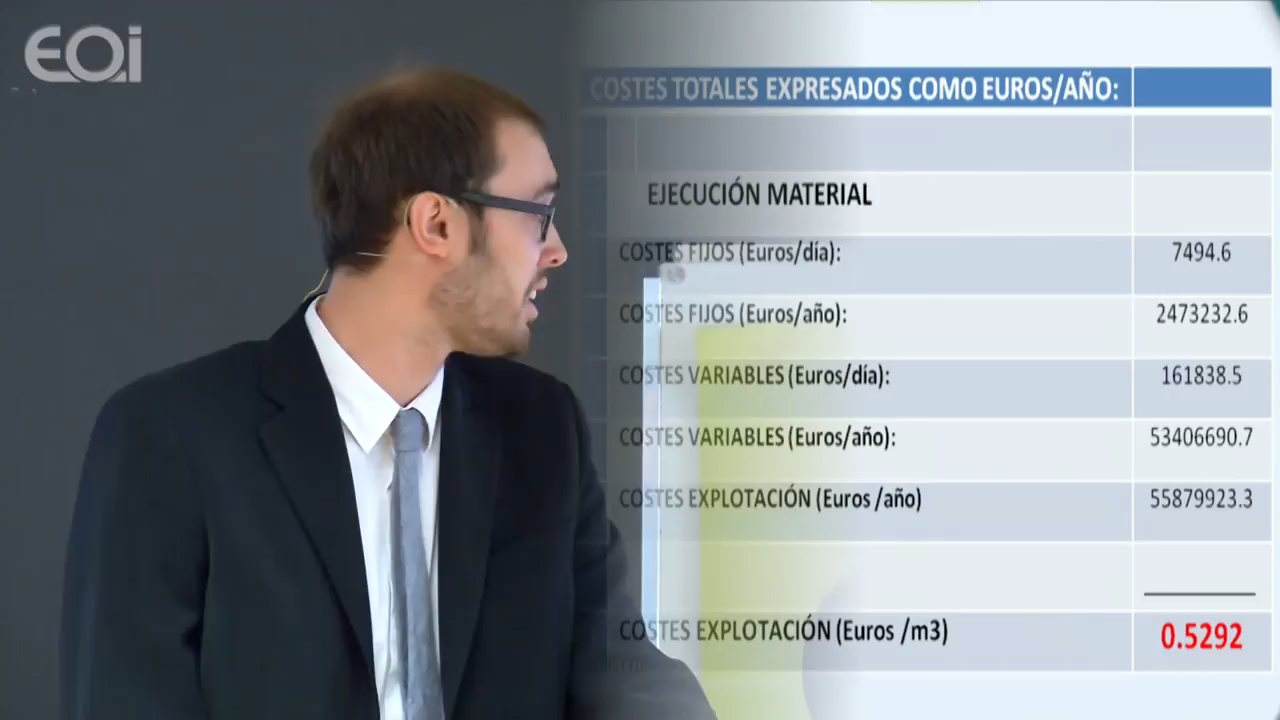 EOi
COSTES TOTALES EXPRESADOS COMO EUROS/AÑO:
EJECUCIÓN MATERIAL
COSTES FIJOS (Euros/día): 7494.6
COSTES FIJOS (Euros/año): 2473232.6
COSTES VARIABLES (Euros/día): 161838.5
COSTES VARIABLES (Euros/año): 53406690.7
COSTES EXPLOTACIÓN (Euros /año) 55879923.3
COSTES EXPLOTACIÓN (Euros /m3) 0.5292